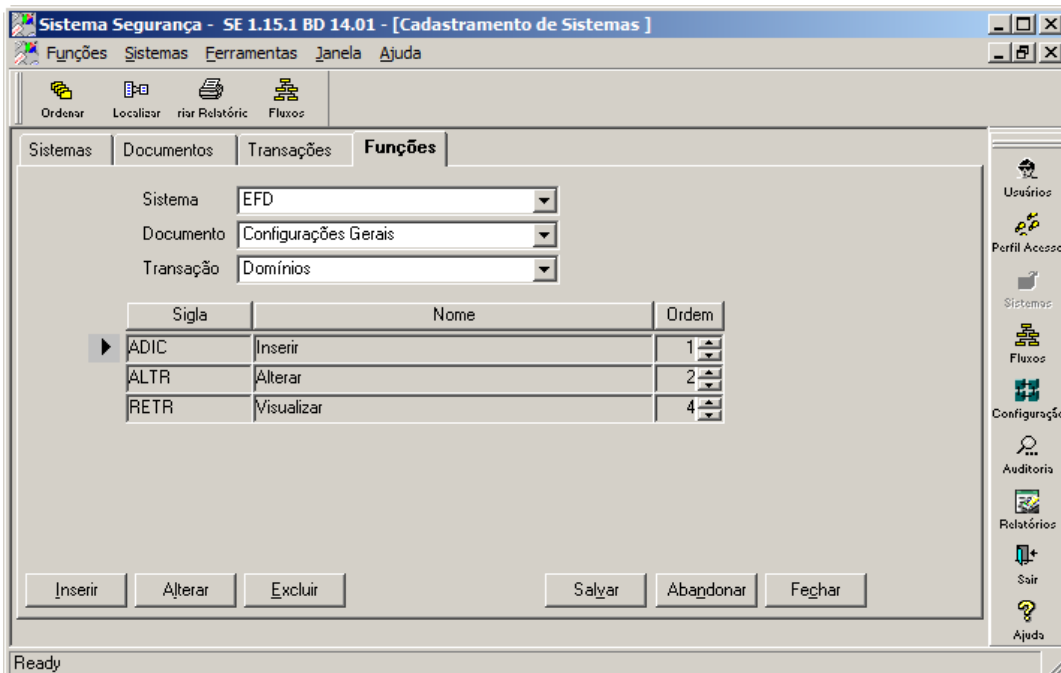 Sistema Segurança - SE 1.15.1 BD 14.01 - [Cadastramento de Sistemas ]
Funções Sistemas Ferramentas Janela Ajuda
Ordenar Localizar riar Relatóric Fluxos
Sistemas Documentos Transações Funções
Sistema EFD
Documento Configurações Gerais
Transação Domínios
Sigla Nome Ordem
ADIC Inserir 1
ALTR Alterar 2
RETR Visualizar 4
Inserir Alterar Excluir Salvar Abandonar Fechar
Usuários
Perfil Acesso
Sistemas
Fluxos
Configuração
Auditoria
Relatórios
Sair
Ajuda
Ready